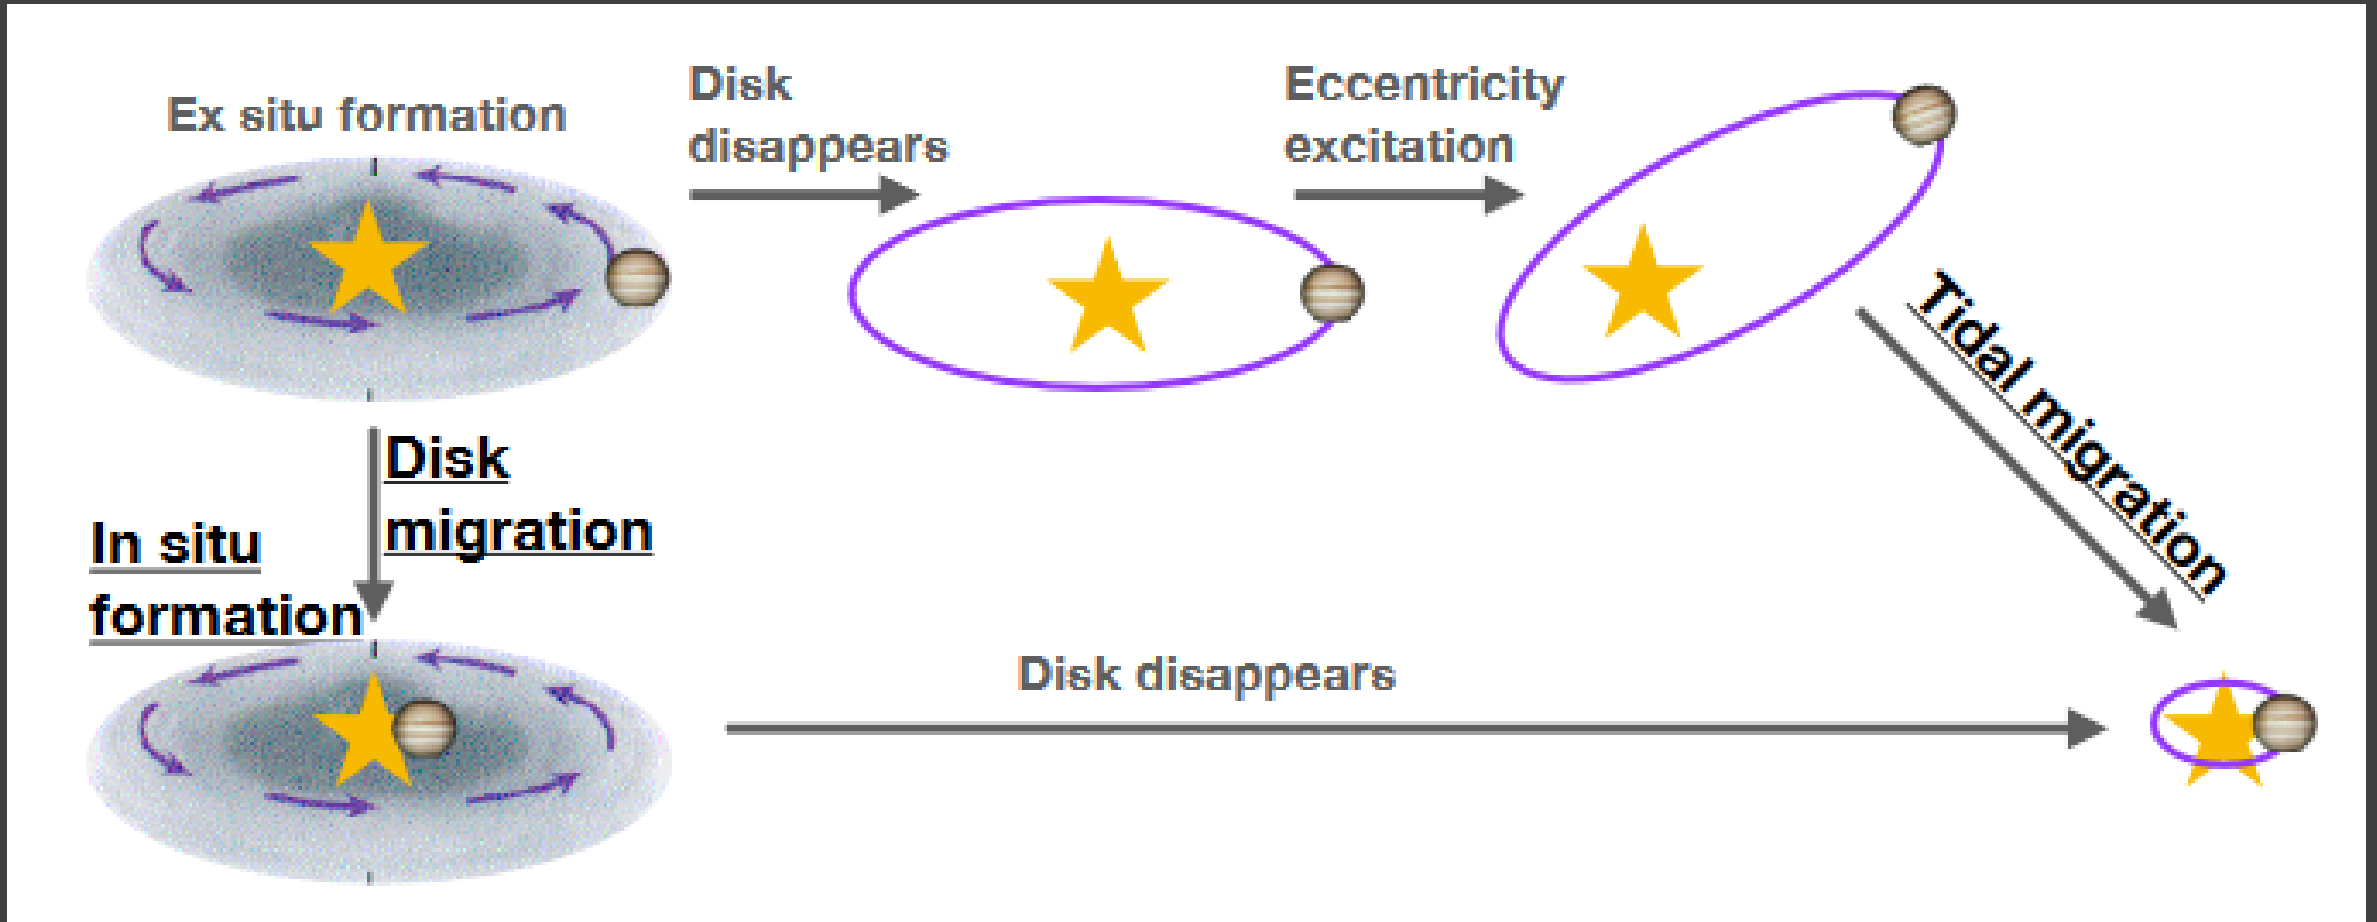 Ex situ formation
Disk
disappears
Eccentricity
excitation
Tidal migration
Disk
migration
In situ
formation
Disk disappears